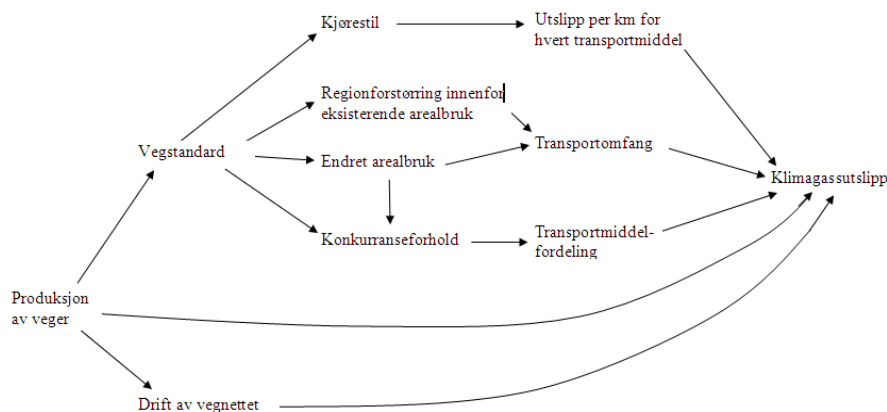 Kjørestil
Utslipp per km for
hvert transportmiddel
Regionforstørring innenfor
eksisterende arealbruk
Vegstandard
Endret arealbruk
Transportomfang
Klimagassutslipp
Konkurranseforhold
Transportmiddel-
fordeling
Produksjon
av veger
Drift av vegnettet